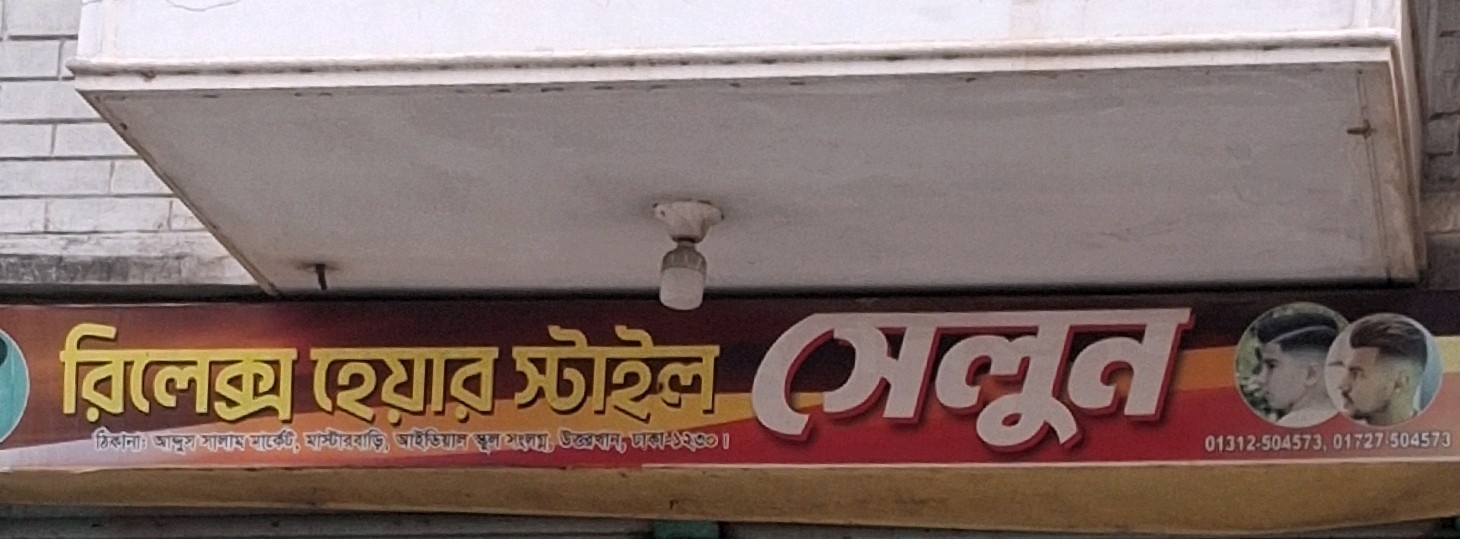 রিলেক্স হেয়ার স্টাইল সেলুন
ঠিকানা: আব্দুস সালাম মার্কেট, মাস্টারবাড়ি, আইডিয়াল স্কুল সংলগ্ন, উত্তরখান, ঢাকা-১২৩০।
01312-504573, 01727-504573